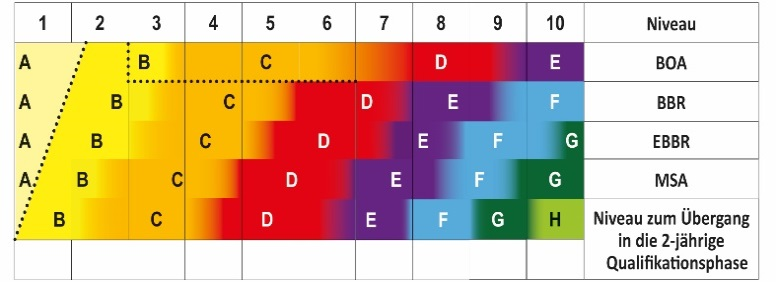 1 2 3 4 5 6 7 8 9 10 Niveau
A B C D E BOA
A B C D E F BBR
A B C D E F G EBBR
A B C D E F G MSA
B C D E F G H Niveau zum Übergang
in die 2-jährige
Qualifikationsphase